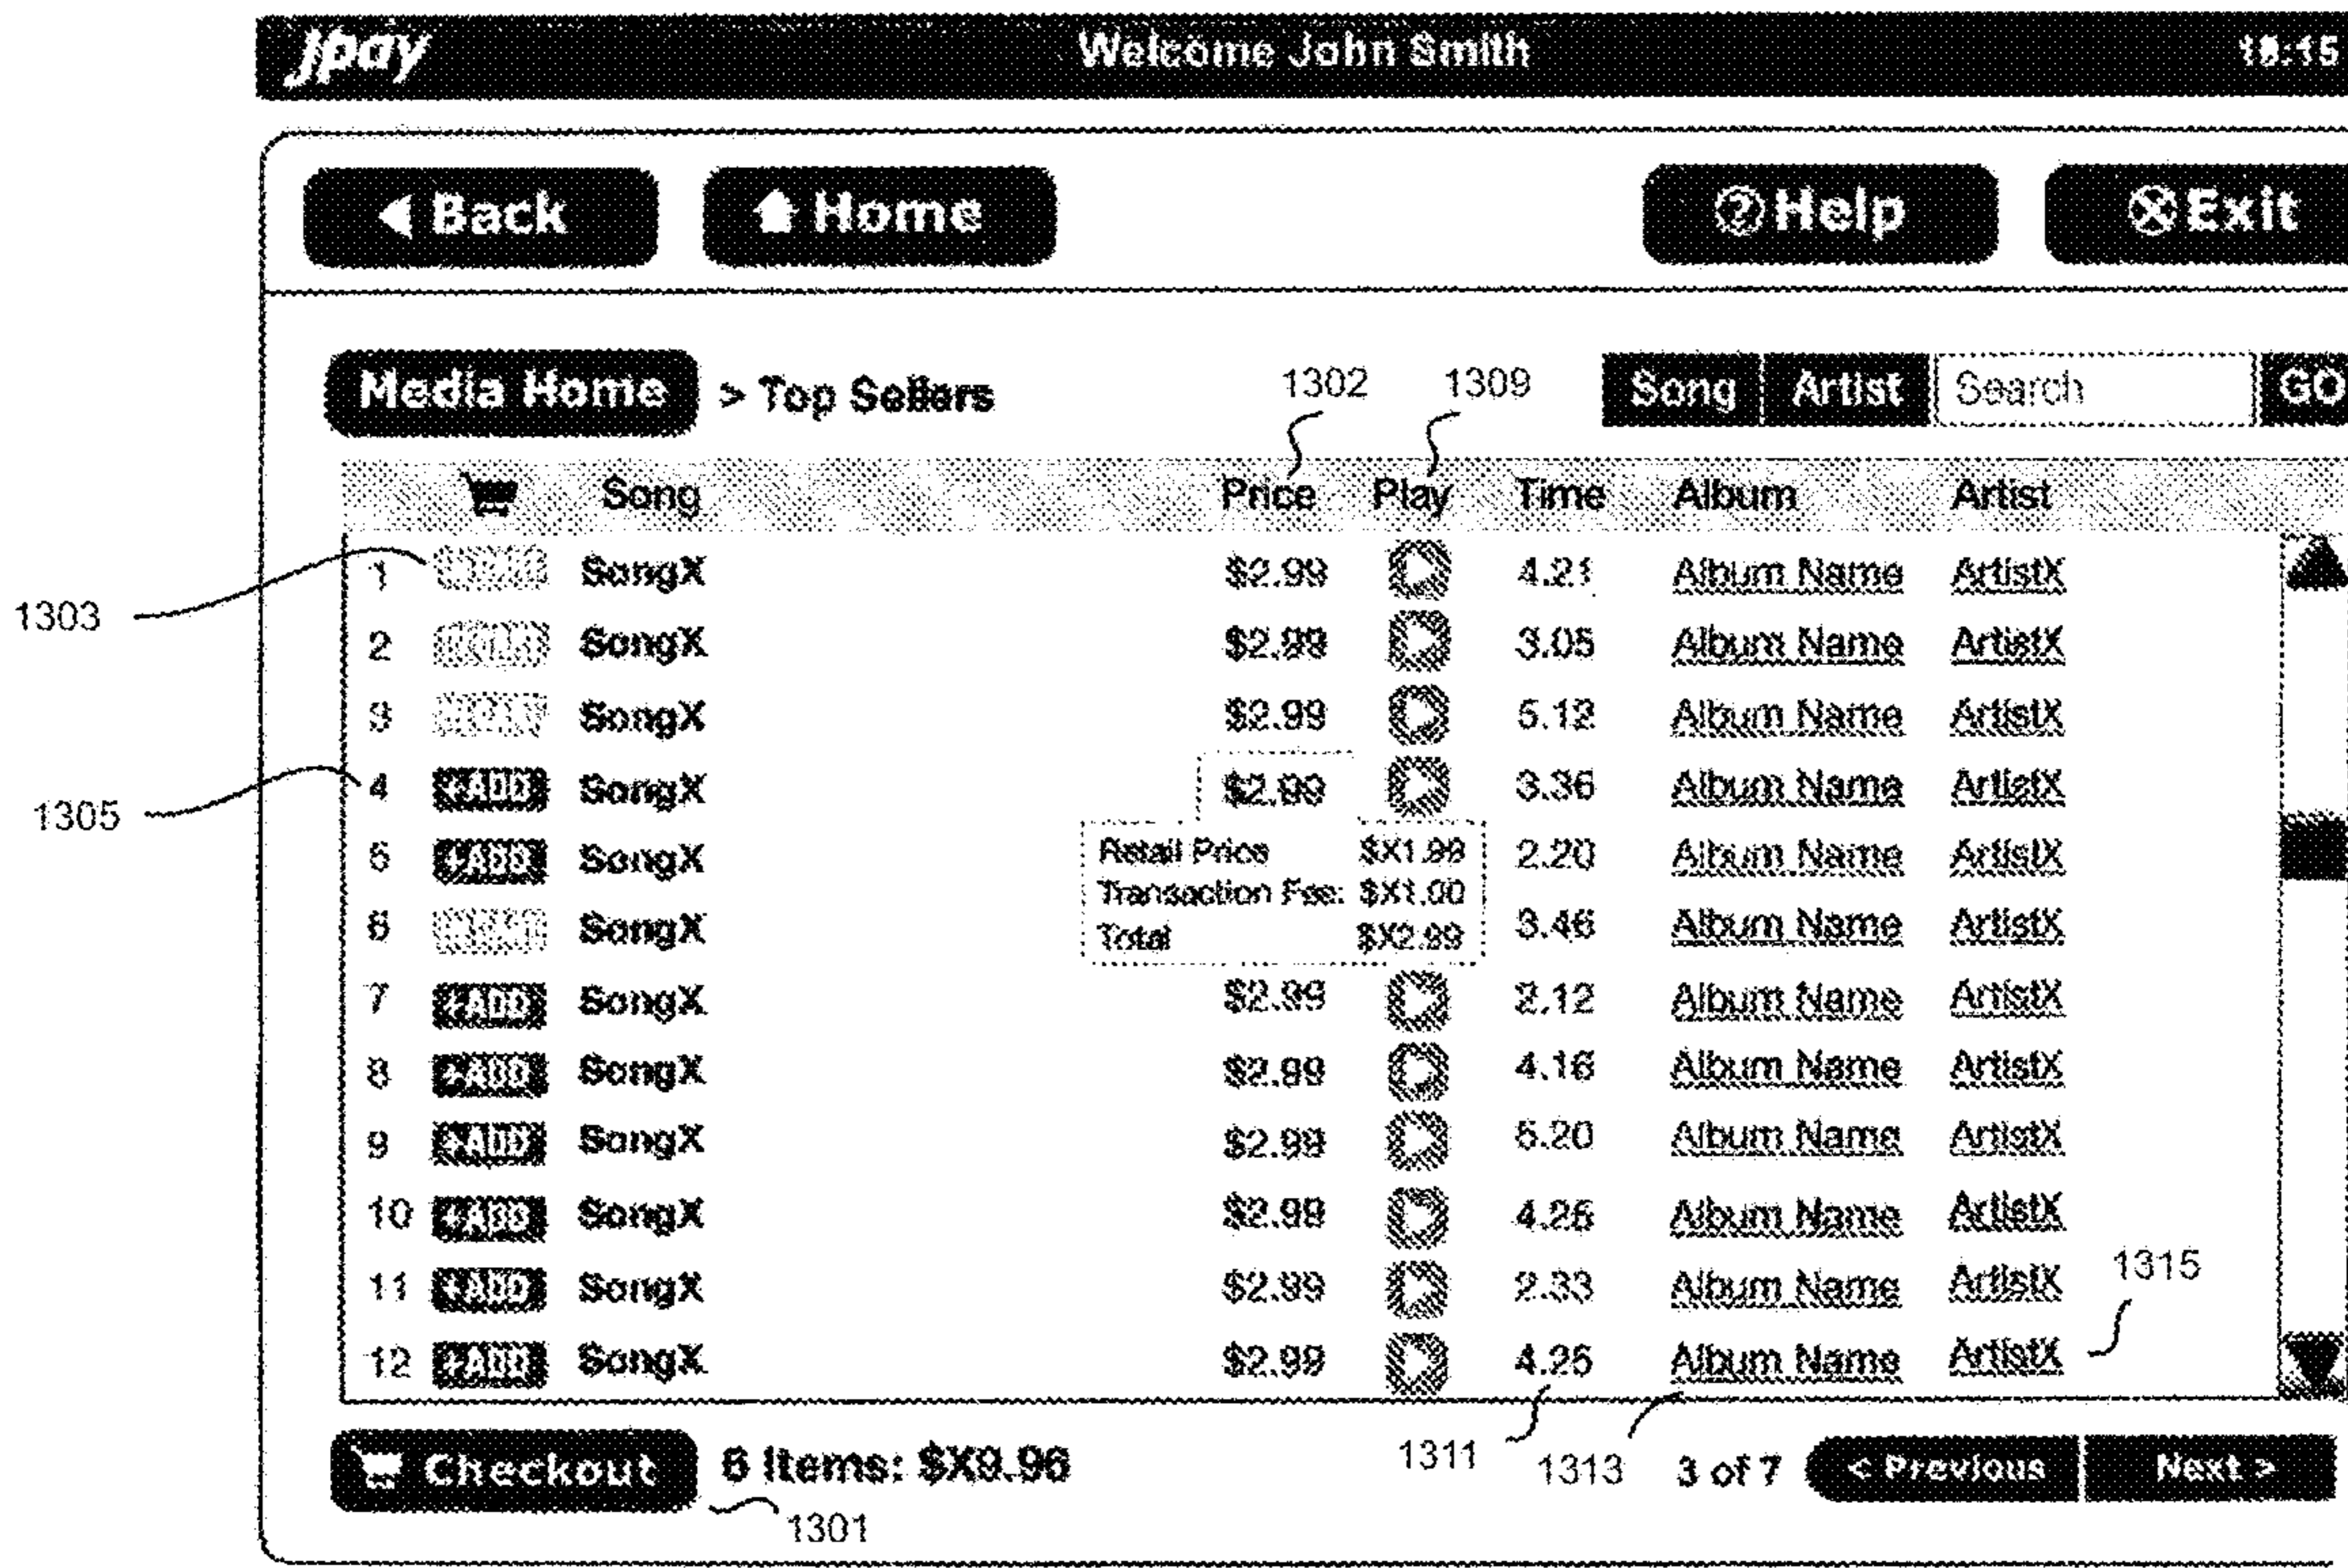 jpay Welcome John Smith 18:15
Back Home Help Exit
Media Home > Top Sellers 1302 1309 Song Artist Search GO
Song Price Play Time Album Artist
1303
1 SongX $2.99 4.21 Album Name ArtistX
2 SongX $2.99 3.05 Album Name ArtistX
3 SongX $2.99 5.12 Album Name ArtistX
1305
4 +ADD SongX $2.99 3.36 Album Name ArtistX
5 +ADD SongX 2.20 Album Name ArtistX
Retail Price $X1.99
Transaction Fee: $X1.00
Total $X2.99
6 SongX 3.46 Album Name ArtistX
7 +ADD SongX $2.99 2.12 Album Name ArtistX
8 +ADD SongX $2.99 4.16 Album Name ArtistX
9 +ADD SongX $2.99 5.20 Album Name ArtistX
10 +ADD SongX $2.99 4.25 Album Name ArtistX
11 +ADD SongX $2.99 2.33 Album Name ArtistX
1315
12 +ADD SongX $2.99 4.25 Album Name ArtistX
Checkout 6 Items: $X9.96 1311 1313 3 of 7 < Previous Next >
1301